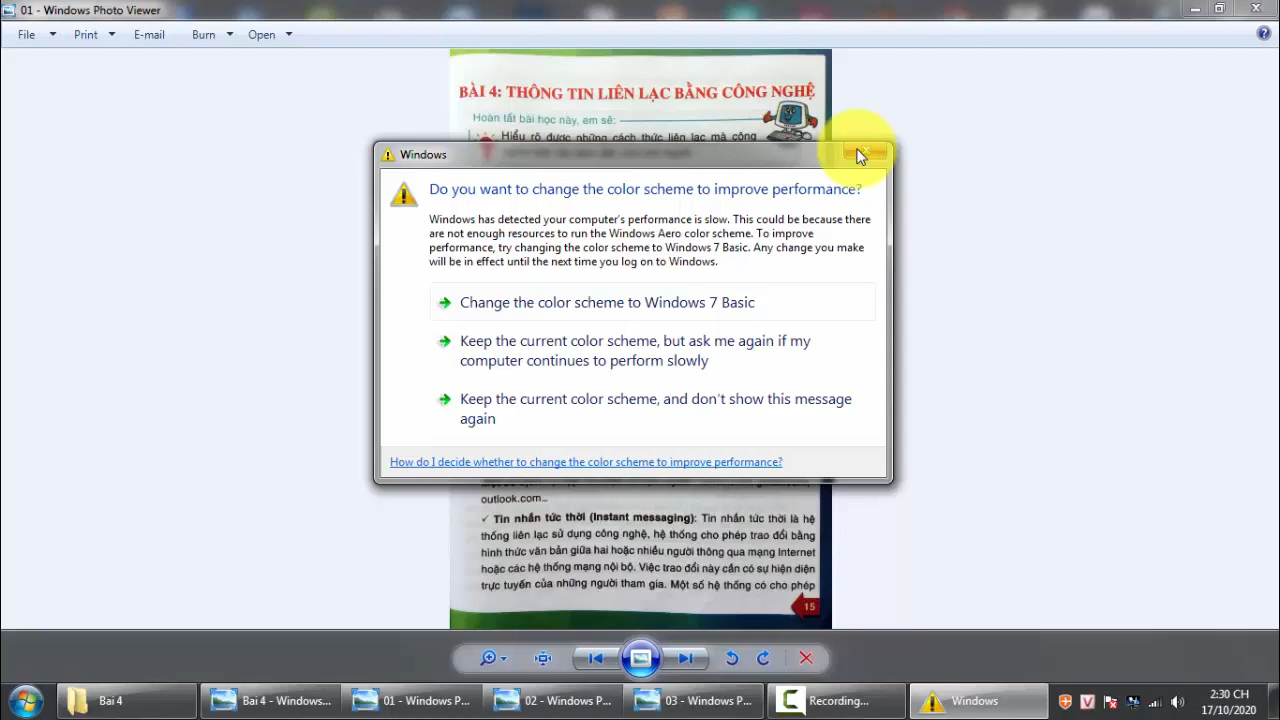 01 - Windows Photo Viewer
File Print E-mail Burn Open
BÀI 4: THÔNG TIN LIÊN LẠC BẰNG CÔNG NGHỆ
Hoàn tất bài học này, em sẽ:
Hiểu rõ được những cách thức liên lạc mà công
Windows
Do you want to change the color scheme to improve performance?
Windows has detected your computer's performance is slow. This could be because there
are not enough resources to run the Windows Aero color scheme. To improve
performance, try changing the color scheme to Windows 7 Basic. Any change you make
will be in effect until the next time you log on to Windows.
Change the color scheme to Windows 7 Basic
Keep the current color scheme, but ask me again if my
computer continues to perform slowly
Keep the current color scheme, and don't show this message
again
How do I decide whether to change the color scheme to improve performance?
outlook.com...
✓ Tin nhắn tức thời (Instant messaging): Tin nhắn tức thời là hệ
thống liên lạc sử dụng công nghệ, hệ thống cho phép trao đổi bằng
hình thức văn bản giữa hai hoặc nhiều người thông qua mạng Internet
hoặc các hệ thống mạng nội bộ. Việc trao đổi này cần có sự hiện diện
trực tuyến của những người tham gia. Một số hệ thống có cho phép
15
Bai 4 Bai 4 - Windows... 01 - Windows P... 02 - Windows P... 03 - Windows P... Recording... Windows
V
2:30 CH
17/10/2020